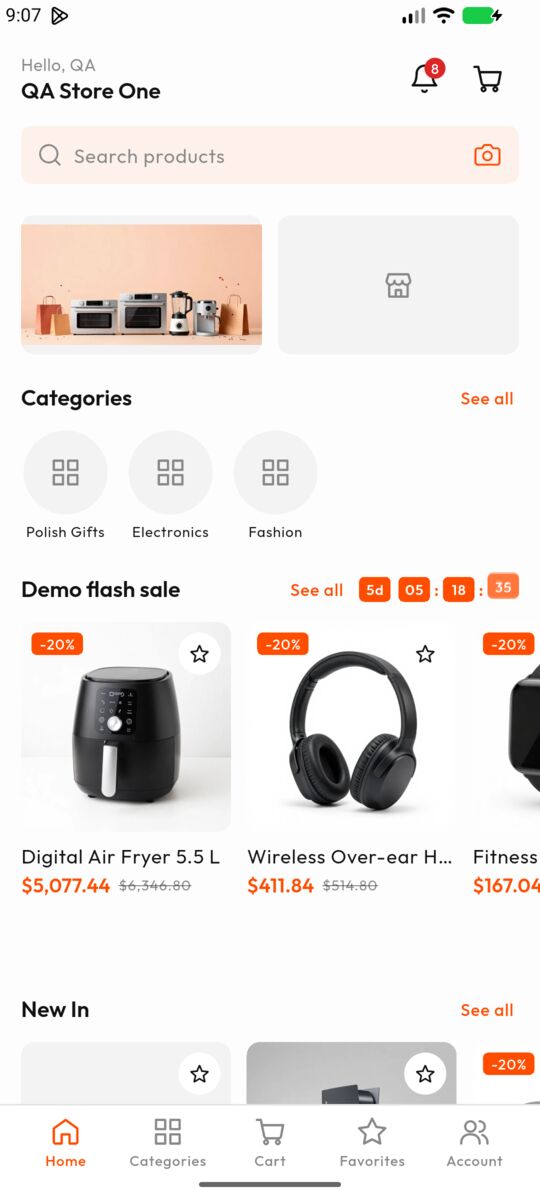 9:07
Hello, QA
8
QA Store One
Search products
Categories
See all
Polish Gifts
Electronics
Fashion
Demo flash sale
See all
5d
05 : 18 : 35
-20%
-20%
-20%
Digital Air Fryer 5.5 L
Wireless Over-ear H...
Fitness
$5,077.44 $6,346.80
$411.84 $514.80
$167.04
New In
See all
-20%
Home
Categories
Cart
Favorites
Account